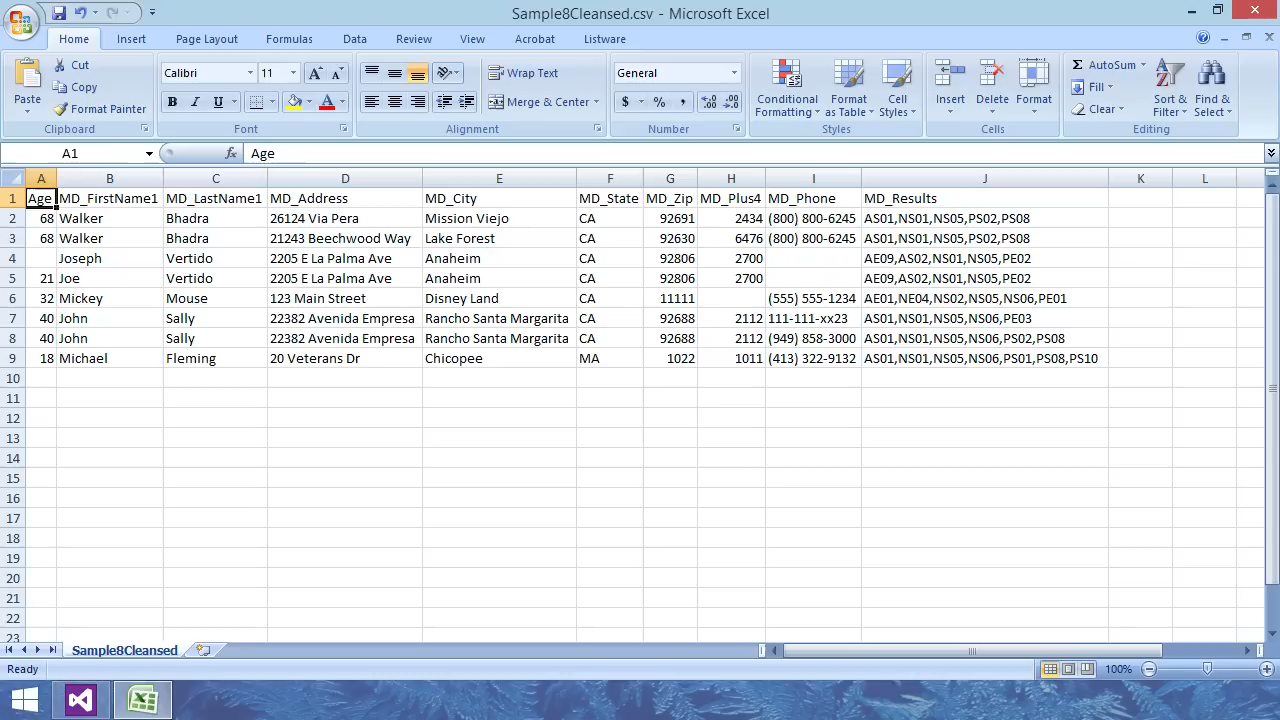 Sample8Cleansed.csv - Microsoft Excel
Home Insert Page Layout Formulas Data Review View Acrobat Listware
Paste Cut Copy Format Painter
Calibri 11
B I U A
Wrap Text
Merge & Center
General
$ % ,
Conditional Formatting Format as Table Cell Styles
Insert Delete Format
AutoSum Fill Clear
Sort & Filter Find & Select
Clipboard Font Alignment Number Styles Cells Editing
A1 fx Age
A B C D E F G H I J K L
1 Age MD_FirstName1 MD_LastName1 MD_Address MD_City MD_State MD_Zip MD_Plus4 MD_Phone MD_Results
2 68 Walker Bhadra 26124 Via Pera Mission Viejo CA 92691 2434 (800) 800-6245 AS01,NS01,NS05,PS02,PS08
3 68 Walker Bhadra 21243 Beechwood Way Lake Forest CA 92630 6476 (800) 800-6245 AS01,NS01,NS05,PS02,PS08
4 Joseph Vertido 2205 E La Palma Ave Anaheim CA 92806 2700 AE09,AS02,NS01,NS05,PE02
5 21 Joe Vertido 2205 E La Palma Ave Anaheim CA 92806 2700 AE09,AS02,NS01,NS05,PE02
6 32 Mickey Mouse 123 Main Street Disney Land CA 11111 (555) 555-1234 AE01,NE04,NS02,NS05,NS06,PE01
7 40 John Sally 22382 Avenida Empresa Rancho Santa Margarita CA 92688 2112 111-111-xx23 AS01,NS01,NS05,NS06,PE03
8 40 John Sally 22382 Avenida Empresa Rancho Santa Margarita CA 92688 2112 (949) 858-3000 AS01,NS01,NS05,NS06,PS02,PS08
9 18 Michael Fleming 20 Veterans Dr Chicopee MA 1022 1011 (413) 322-9132 AS01,NS01,NS05,NS06,PS01,PS08,PS10
10
11
12
13
14
15
16
17
18
19
20
21
22
23
Sample8Cleansed
Ready 100%